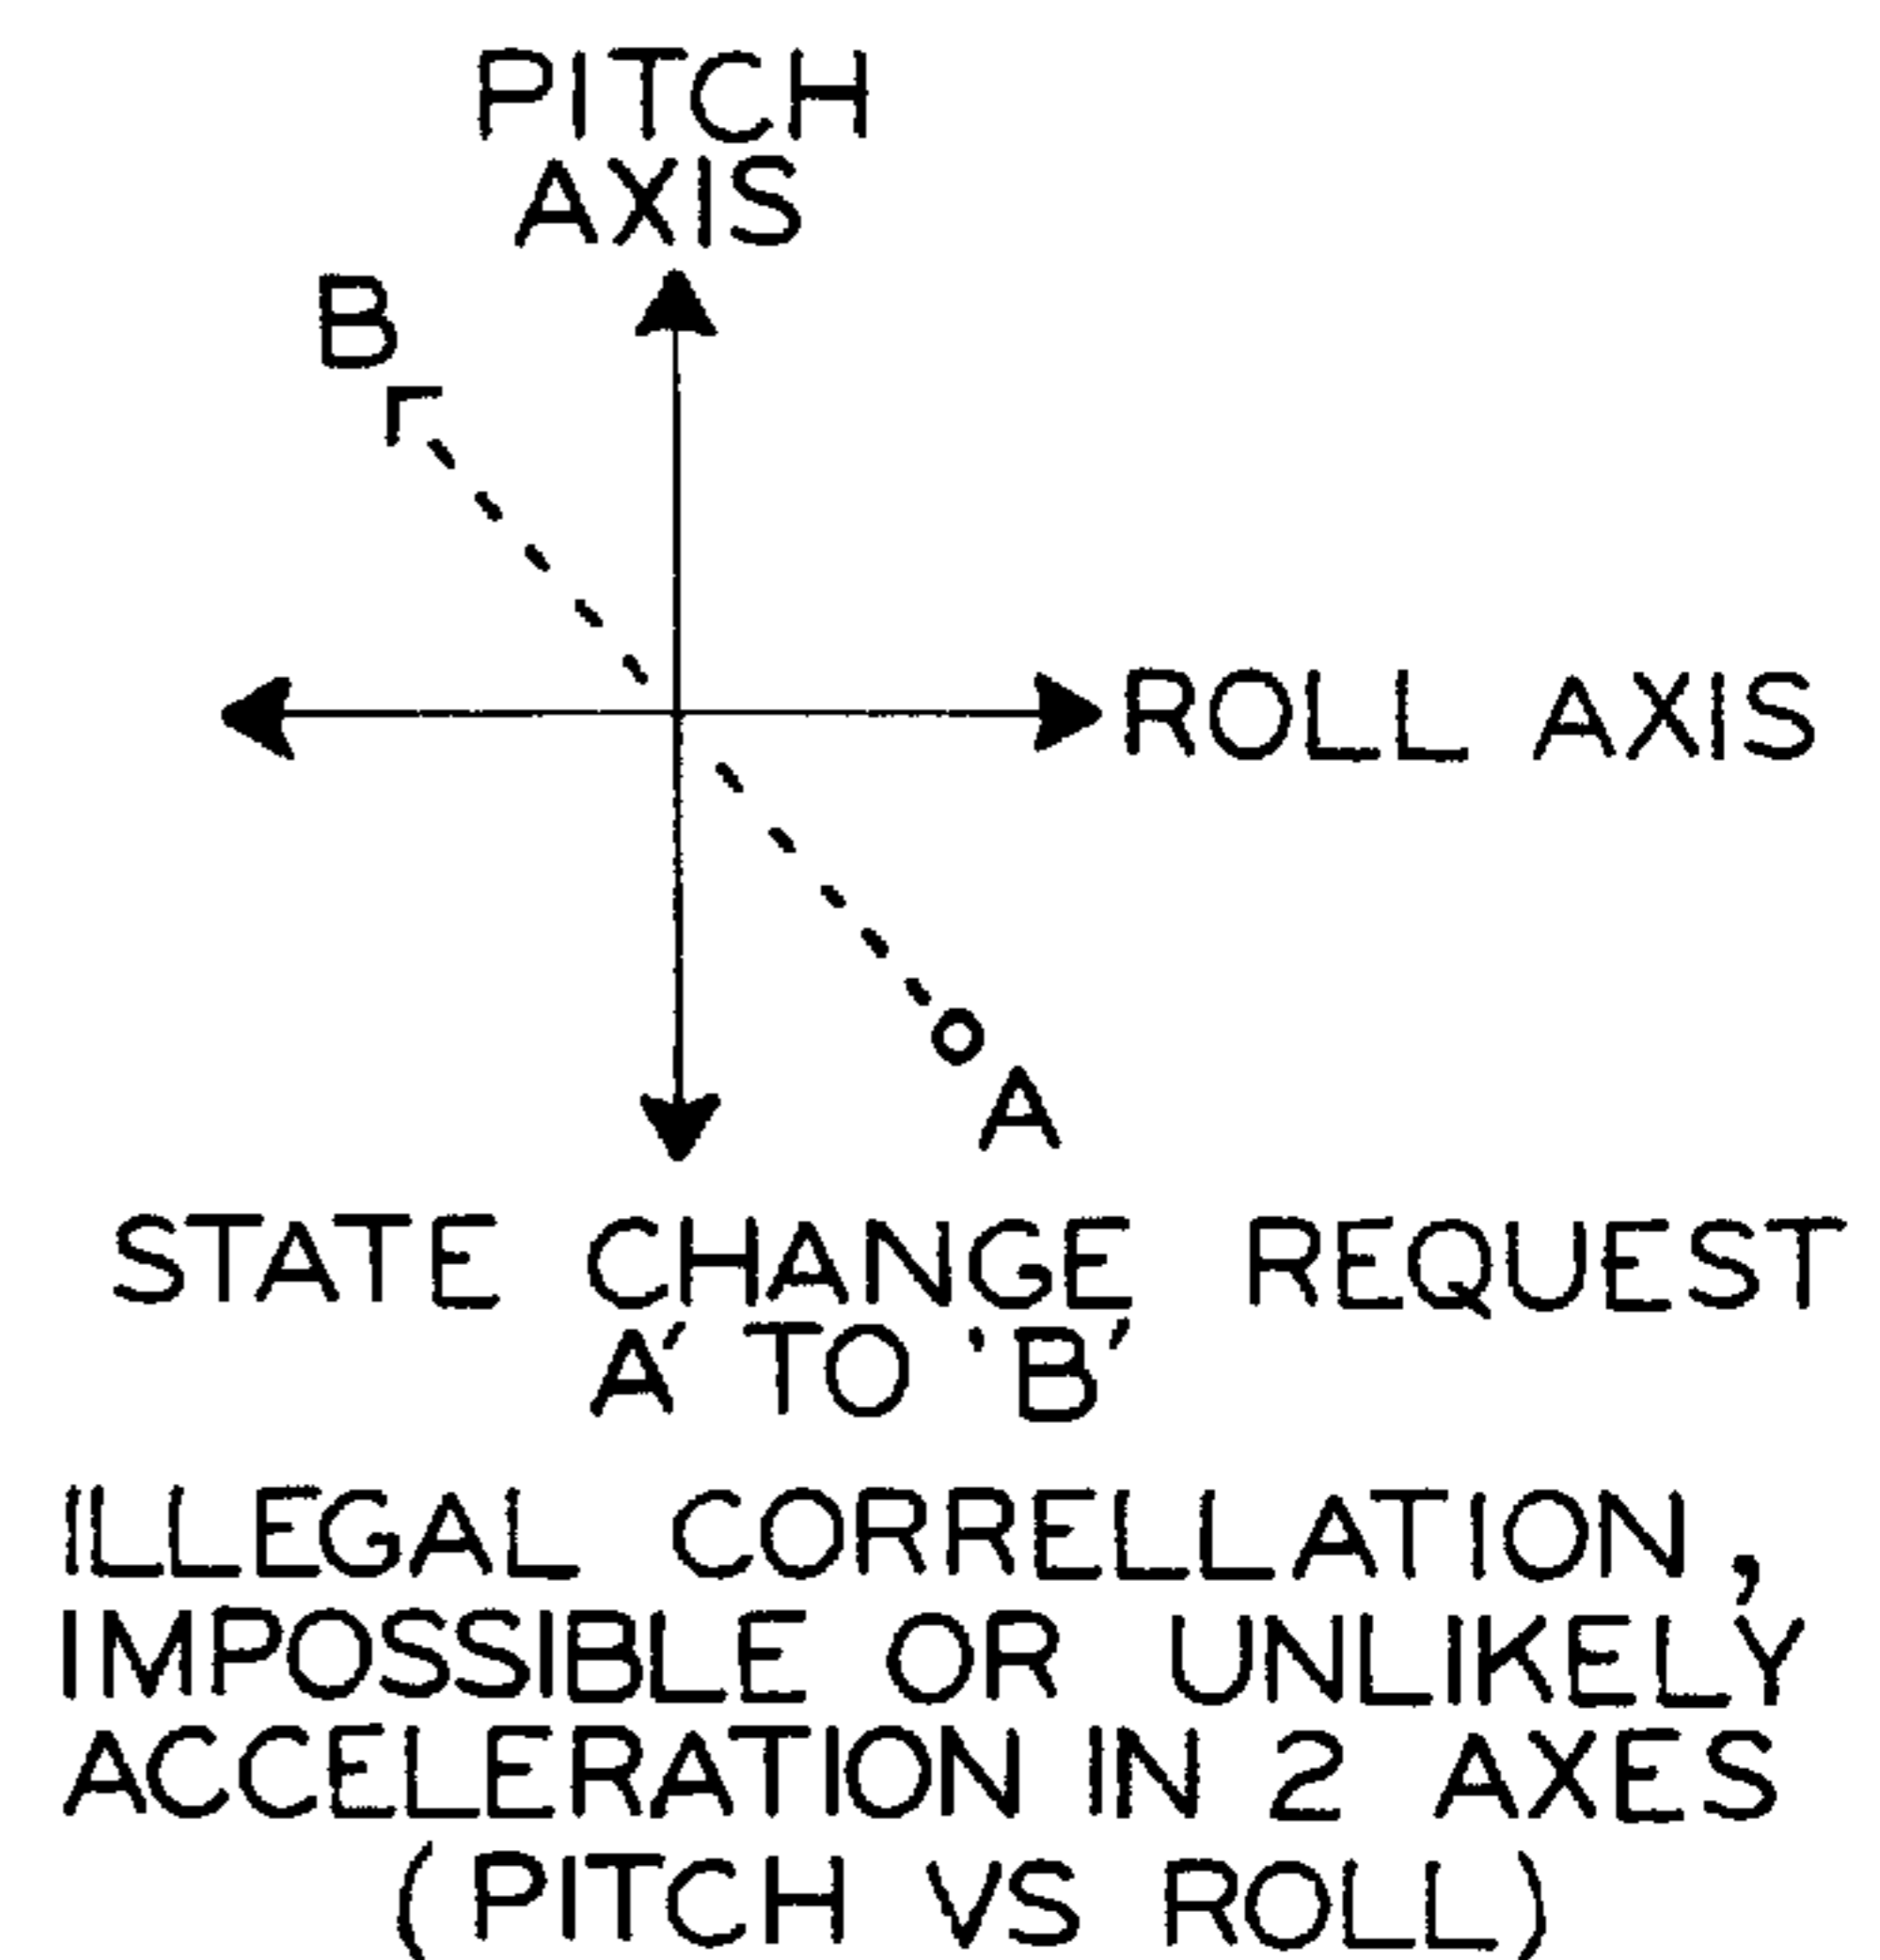 PITCH
AXIS
B
ROLL AXIS
A
STATE CHANGE REQUEST
A' TO 'B'
ILLEGAL CORRELLATION,
IMPOSSIBLE OR UNLIKELY
ACCELERATION IN 2 AXES
(PITCH VS ROLL)